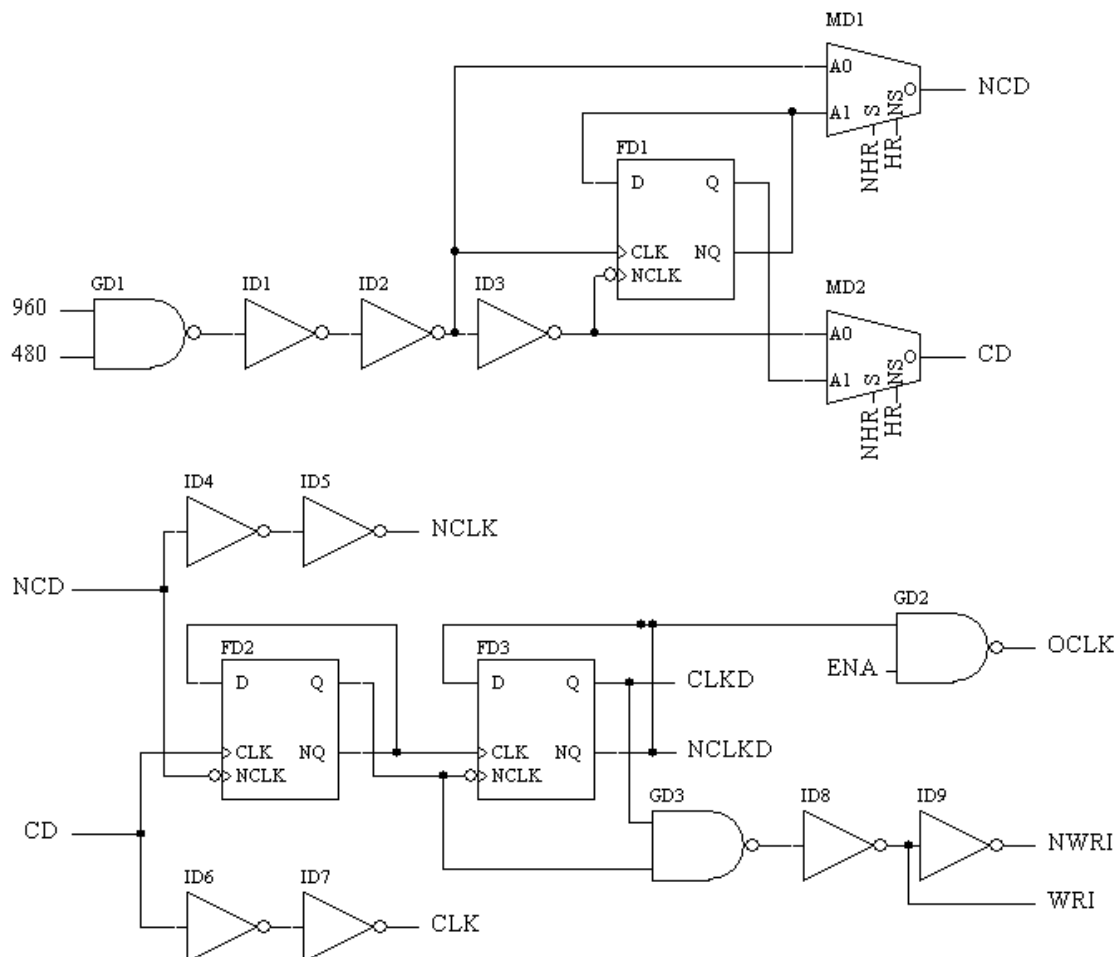 MD1
A0
A1
S
NS
NHR
HR
NCD
FD1
D
Q
CLK
NQ
NCLK
960
480
GD1
ID1
ID2
ID3
MD2
A0
A1
S
NS
NHR
HR
CD
ID4
ID5
NCLK
NCD
FD2
D
Q
CLK
NQ
NCLK
FD3
D
Q
CLK
NQ
NCLK
CLKD
NCLKD
GD2
ENA
OCLK
GD3
ID8
ID9
NWRI
WRI
CD
ID6
ID7
CLK